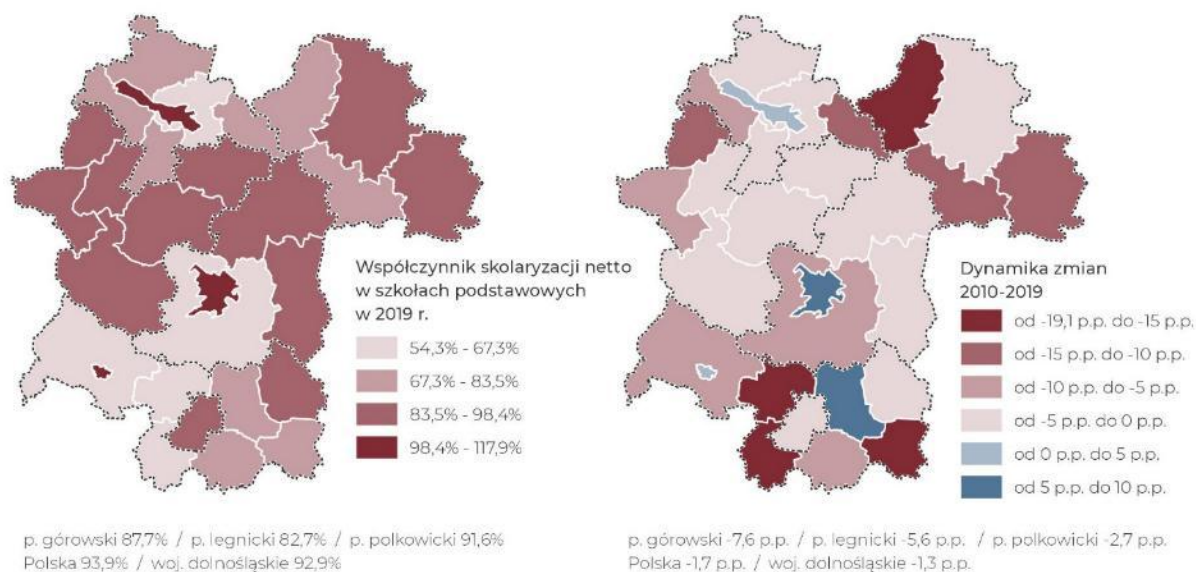 Współczynnik skolaryzacji netto
w szkołach podstawowych
w 2019 r.
54,3% - 67,3%
67,3% - 83,5%
83,5% - 98,4%
98,4% - 117,9%
p. górowski 87,7% / p. legnicki 82,7% / p. polkowicki 91,6%
Polska 93,9% / woj. dolnośląskie 92,9%
Dynamika zmian
2010-2019
od -19,1 p.p. do -15 p.p.
od -15 p.p. do -10 p.p.
od -10 p.p. do -5 p.p.
od -5 p.p. do 0 p.p.
od 0 p.p. do 5 p.p.
od 5 p.p. do 10 p.p.
p. górowski -7,6 p.p. / p. legnicki -5,6 p.p. / p. polkowicki -2,7 p.p.
Polska -1,7 p.p. / woj. dolnośląskie -1,3 p.p.